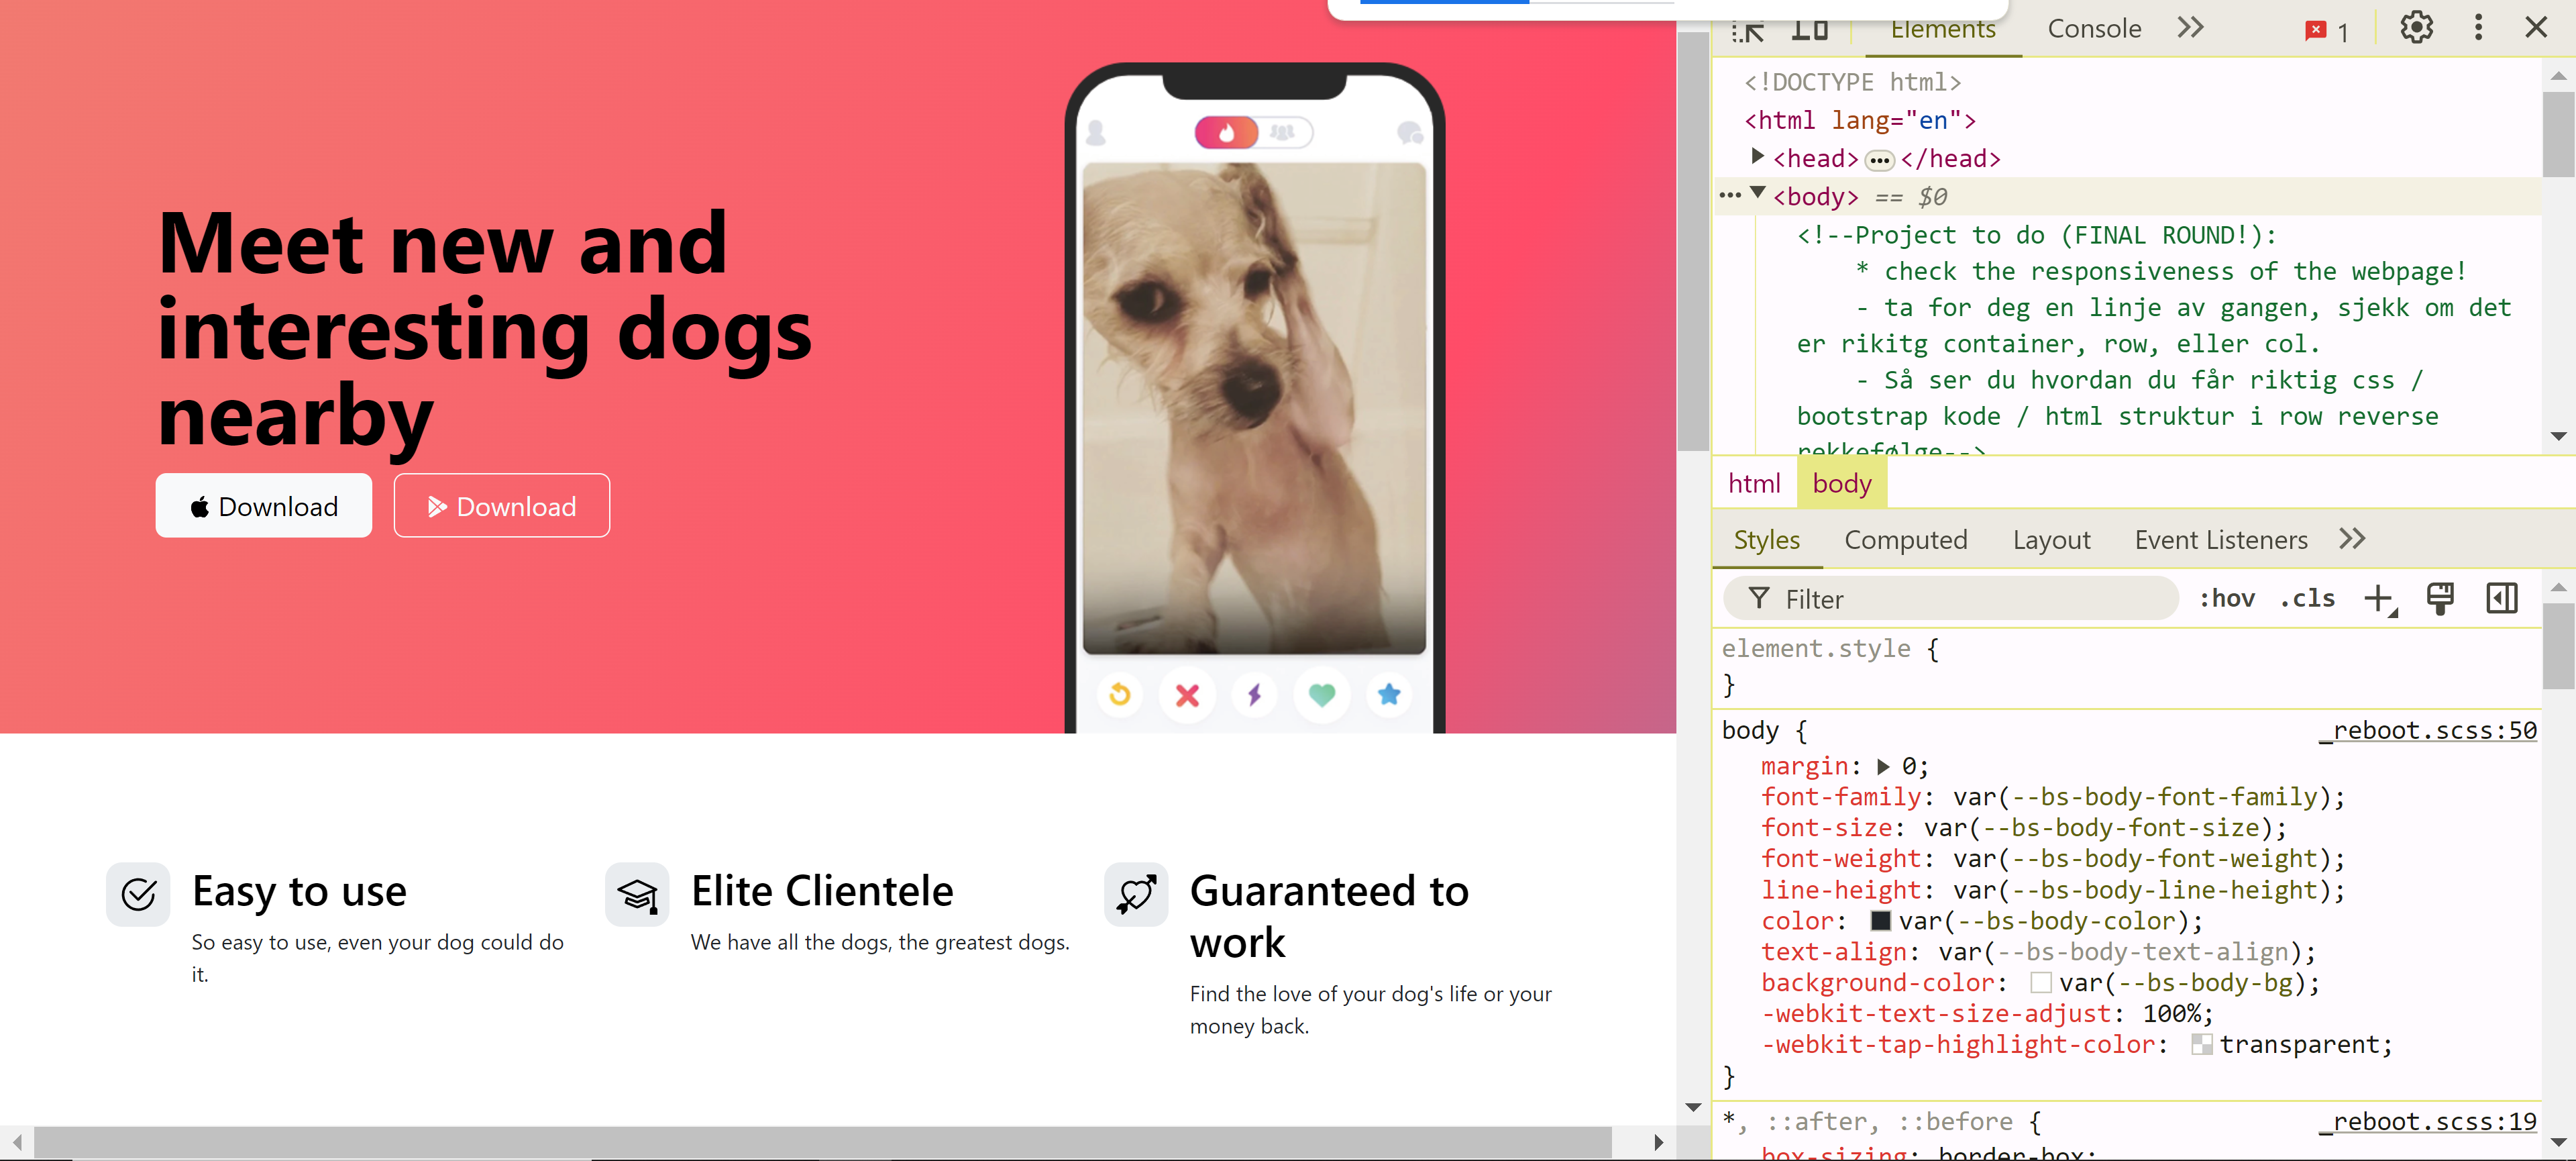 Meet new and
interesting dogs
nearby
Download
Download
Easy to use
So easy to use, even your dog could do
it.
Elite Clientele
We have all the dogs, the greatest dogs.
Guaranteed to
work
Find the love of your dog's life or your
money back.
Elements
Console
1
<!DOCTYPE html>
<html lang="en">
<head> ••• </head>
••• <body> == $0
<!--Project to do (FINAL ROUND!):
* check the responsiveness of the webpage!
- ta for deg en linje av gangen, sjekk om det
er rikitg container, row, eller col.
- Så ser du hvordan du får riktig css /
bootstrap kode / html struktur i row reverse
rekkefølge-->
html
body
Styles
Computed
Layout
Event Listeners
Filter
:hov
.cls
element.style {
}
body {
_reboot.scss:50
margin: 0;
font-family: var(--bs-body-font-family);
font-size: var(--bs-body-font-size);
font-weight: var(--bs-body-font-weight);
line-height: var(--bs-body-line-height);
color: var(--bs-body-color);
text-align: var(--bs-body-text-align);
background-color: var(--bs-body-bg);
-webkit-text-size-adjust: 100%;
-webkit-tap-highlight-color: transparent;
}
*, ::after, ::before {
_reboot.scss:19
box-sizing: border-box;